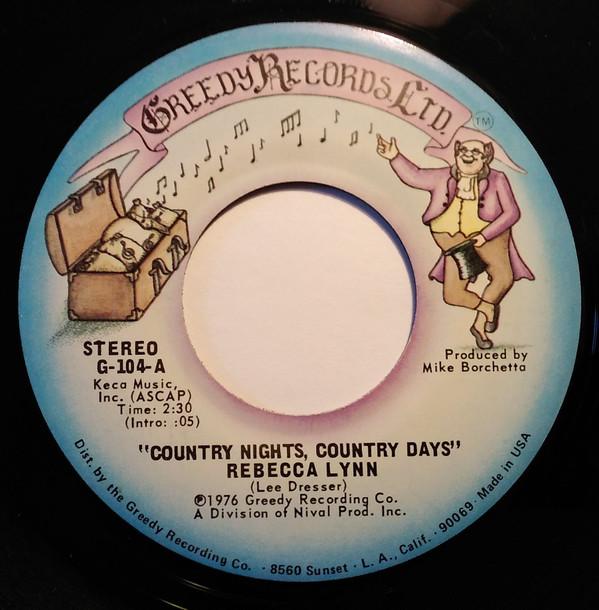 GREEDY RECORDS, LTD.
TM
STEREO
G-104-A
Keca Music,
Inc. (ASCAP)
Time: 2:30
(Intro: :05)
Produced by
Mike Borchetta
"COUNTRY NIGHTS, COUNTRY DAYS"
REBECCA LYNN
(Lee Dresser)
℗1976 Greedy Recording Co.
A Division of Nival Prod. Inc.
Dist. by the Greedy Recording Co. · 8560 Sunset · L. A., Calif. · 90069 · Made in USA